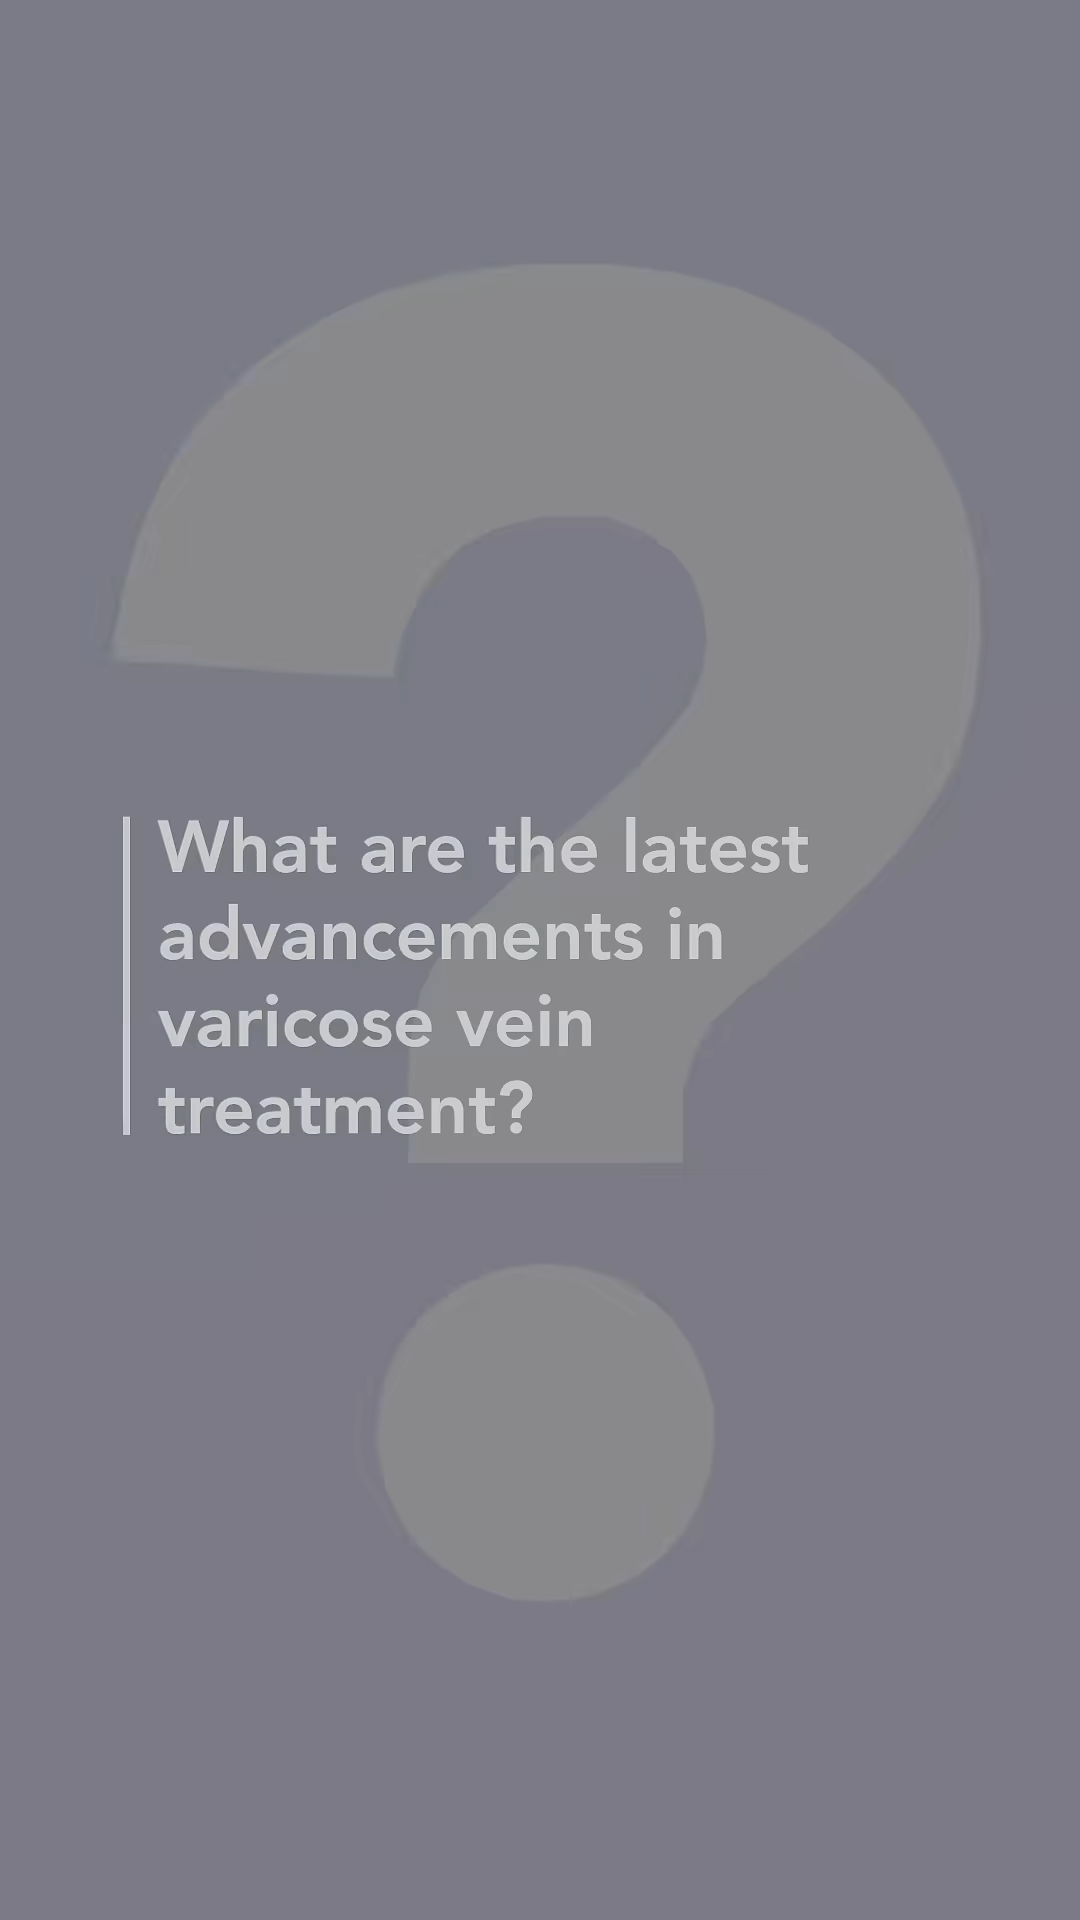 What are the latest
advancements in
varicose vein
treatment?